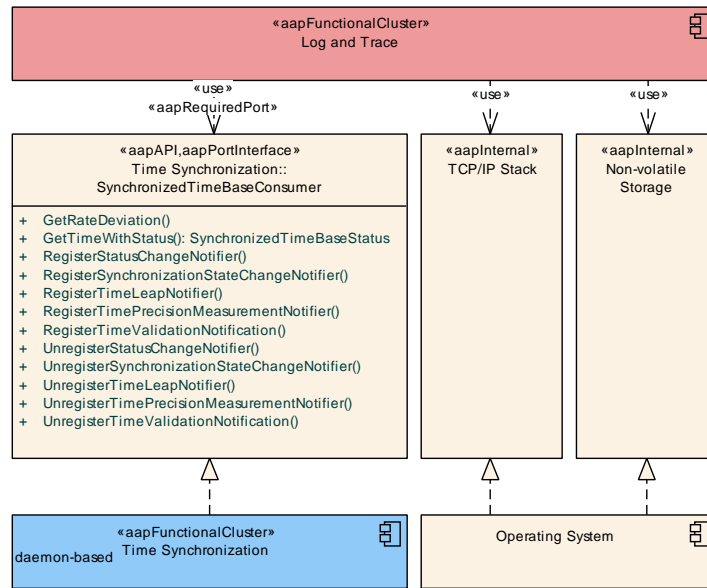 «aapFunctionalCluster»
Log and Trace
«use»
«aapRequiredPort»
«use»
«use»
«aapAPI,aapPortInterface»
Time Synchronization::
SynchronizedTimeBaseConsumer
+ GetRateDeviation()
+ GetTimeWithStatus(): SynchronizedTimeBaseStatus
+ RegisterStatusChangeNotifier()
+ RegisterSynchronizationStateChangeNotifier()
+ RegisterTimeLeapNotifier()
+ RegisterTimePrecisionMeasurementNotifier()
+ RegisterTimeValidationNotification()
+ UnregisterStatusChangeNotifier()
+ UnregisterSynchronizationStateChangeNotifier()
+ UnregisterTimeLeapNotifier()
+ UnregisterTimePrecisionMeasurementNotifier()
+ UnregisterTimeValidationNotification()
«aapInternal»
TCP/IP Stack
«aapInternal»
Non-volatile
Storage
«aapFunctionalCluster»
Time Synchronization
daemon-based
Operating System